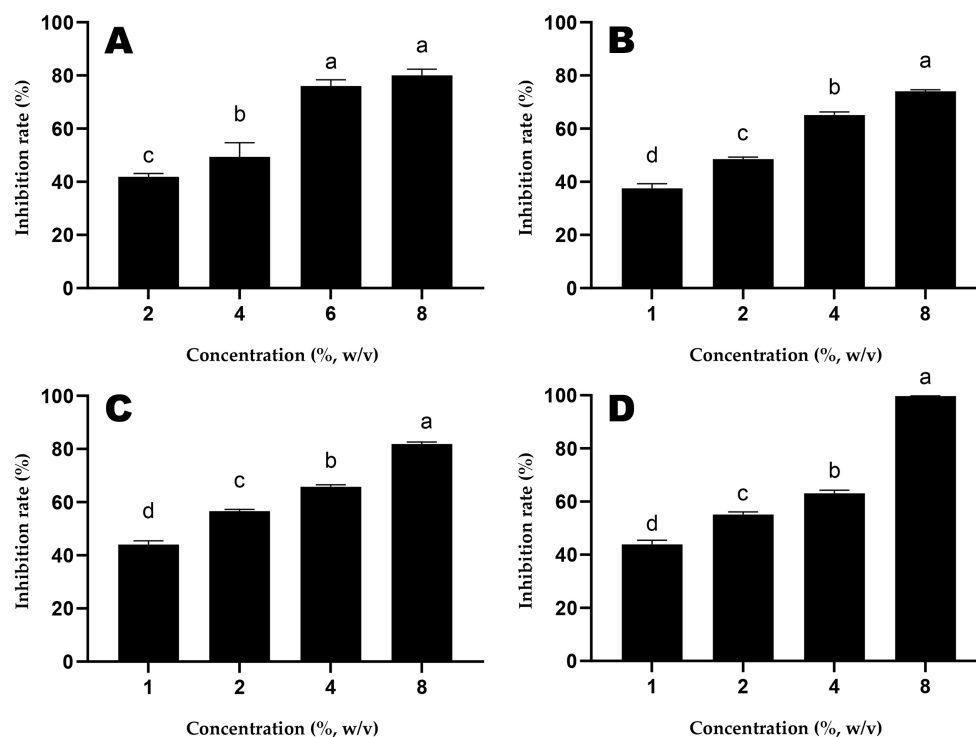 A
100
80
60
40
20
0
Inhibition rate (%)
c
b
a
a
2 4 6 8
Concentration (%, w/v)
B
100
80
60
40
20
0
Inhibition rate (%)
d
c
b
a
1 2 4 8
Concentration (%, w/v)
C
100
80
60
40
20
0
Inhibition rate (%)
d
c
b
a
1 2 4 8
Concentration (%, w/v)
D
100
80
60
40
20
0
Inhibition rate (%)
d
c
b
a
1 2 4 8
Concentration (%, w/v)